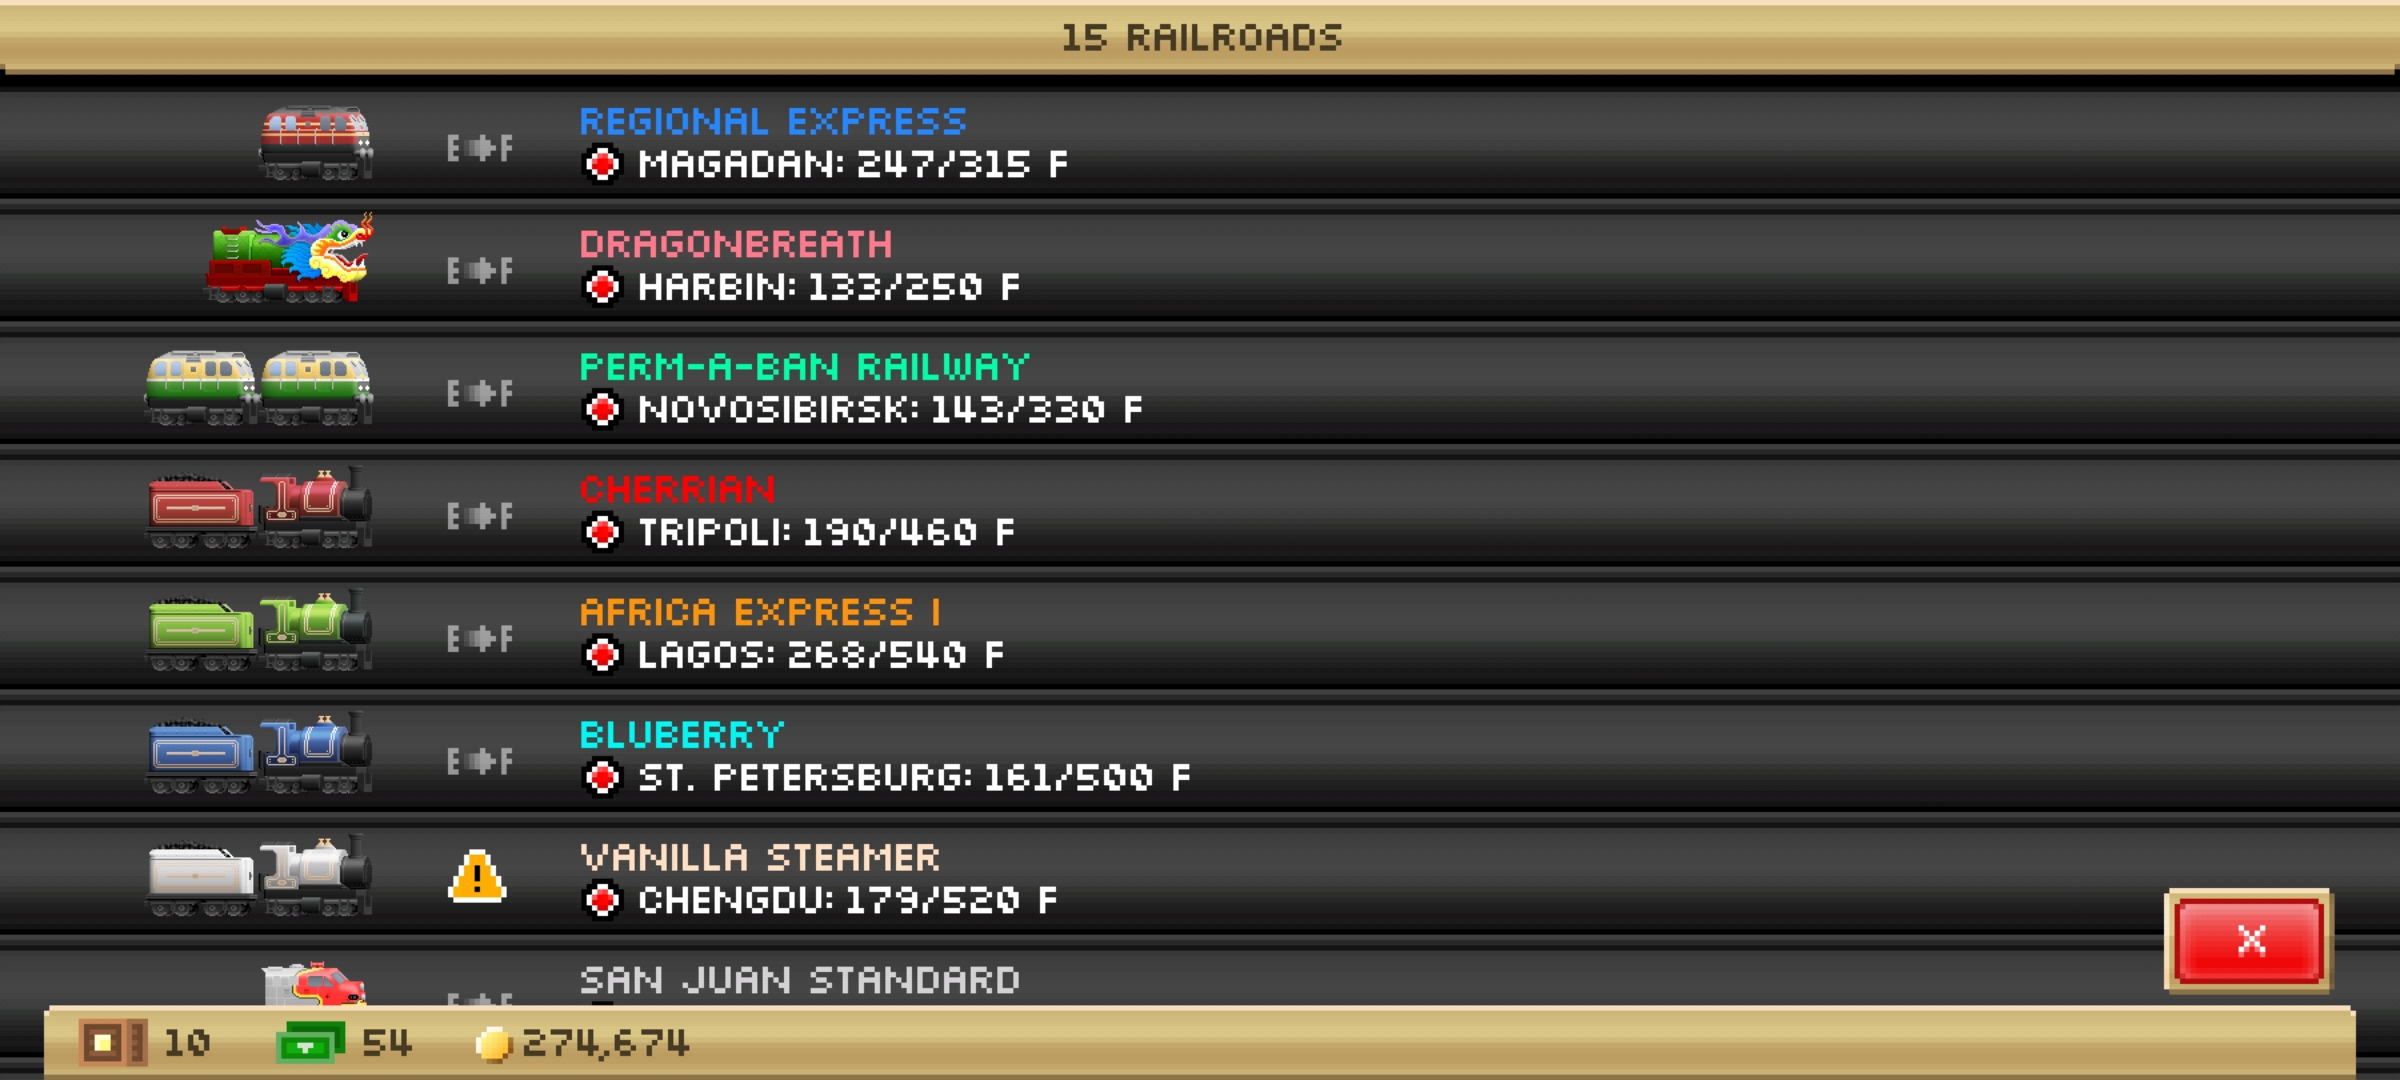 15 RAILROADS
E F
REGIONAL EXPRESS
MAGADAN: 247/315 F
E F
DRAGONBREATH
HARBIN: 133/250 F
E F
PERM-A-BAN RAILWAY
NOVOSIBIRSK: 143/330 F
E F
CHERRIAN
TRIPOLI: 190/460 F
E F
AFRICA EXPRESS I
LAGOS: 268/540 F
E F
BLUBERRY
ST. PETERSBURG: 161/500 F
!
VANILLA STEAMER
CHENGDU: 179/520 F
E F
SAN JUAN STANDARD
X
10 54 274,674